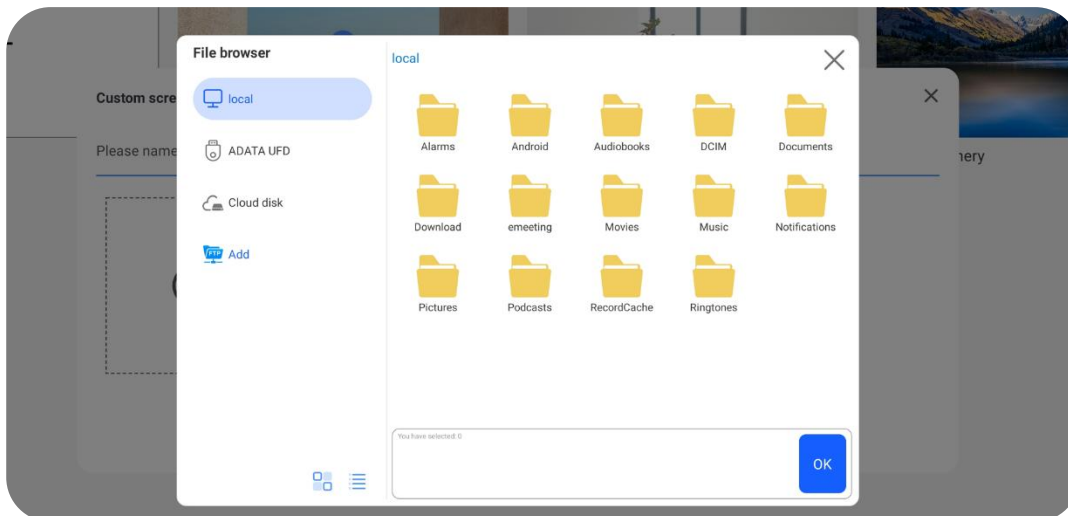 File browser
local
ADATA UFD
Cloud disk
FTP
Add
local
Alarms
Android
Audiobooks
DCIM
Documents
Download
emeeting
Movies
Music
Notifications
Pictures
Podcasts
RecordCache
Ringtones
You have selected: 0
OK
Custom scre
Please name
nery